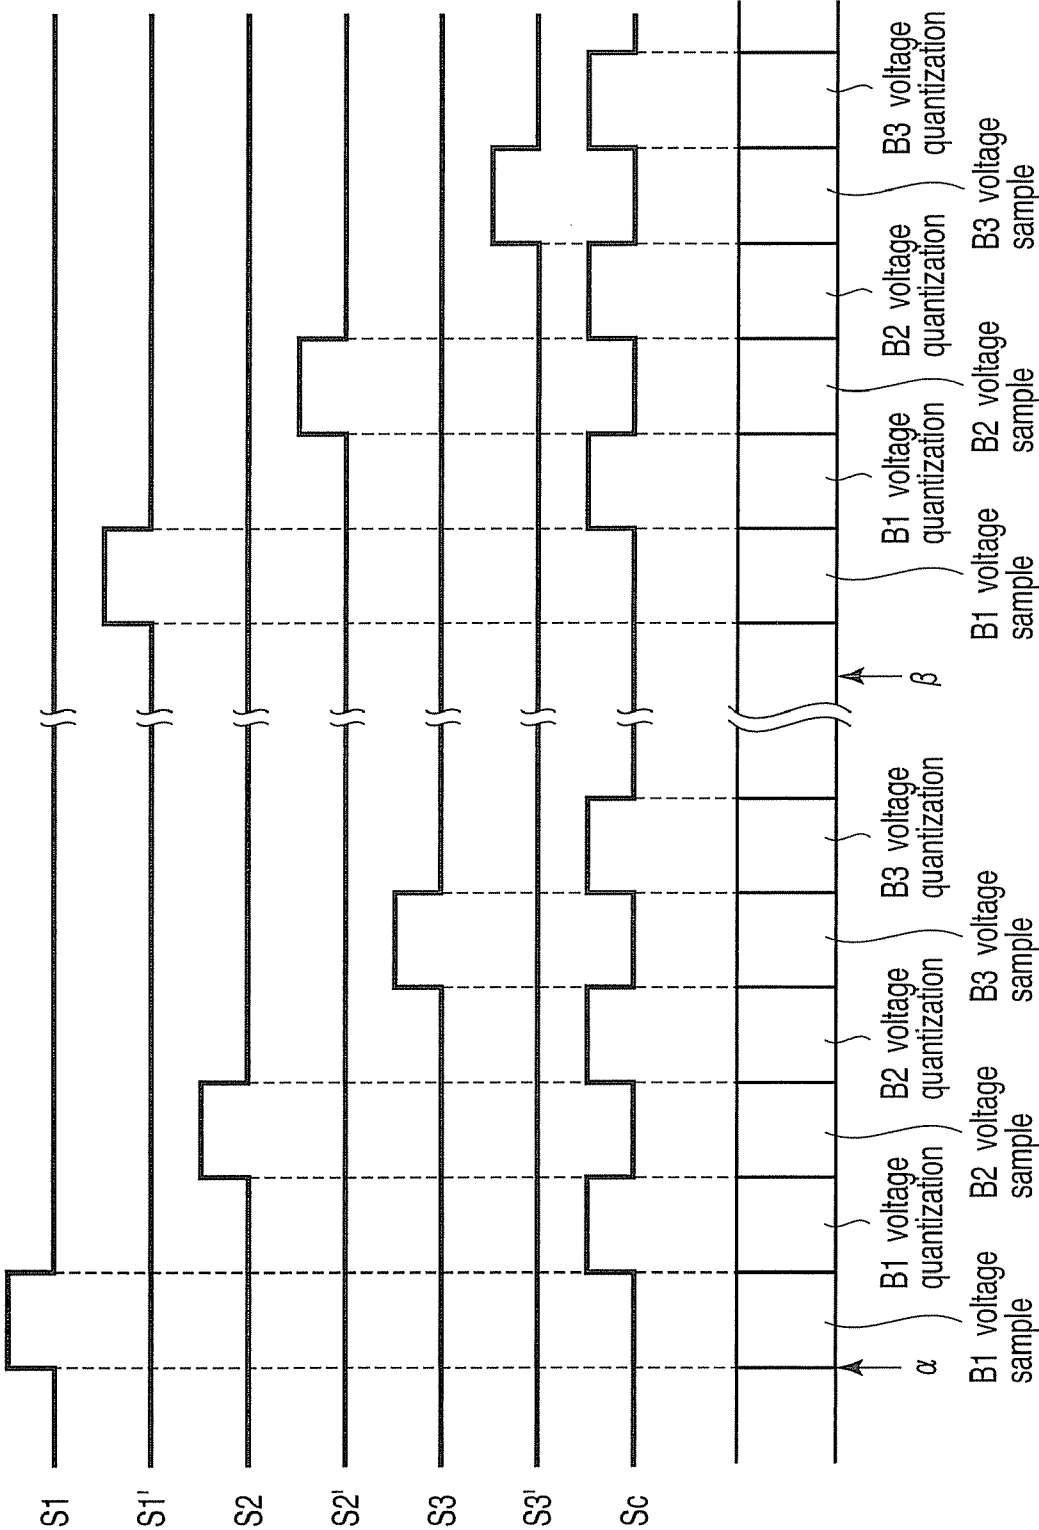 S1
S1'
S2
S2'
S3
S3'
Sc
α
B1 voltage
sample
B1 voltage
quantization
B2 voltage
sample
B2 voltage
quantization
B3 voltage
sample
B3 voltage
quantization
β
B1 voltage
sample
B1 voltage
quantization
B2 voltage
sample
B2 voltage
quantization
B3 voltage
sample
B3 voltage
quantization